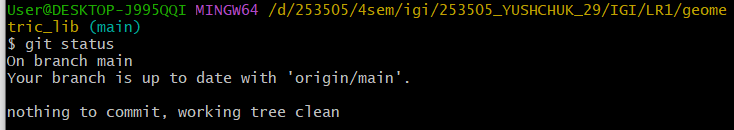 User@DESKTOP-J995QQI MINGW64 /d/253505/4sem/igi/253505_YUSHCHUK_29/IGI/LR1/geome
tric_lib (main)
$ git status
On branch main
Your branch is up to date with 'origin/main'.
nothing to commit, working tree clean